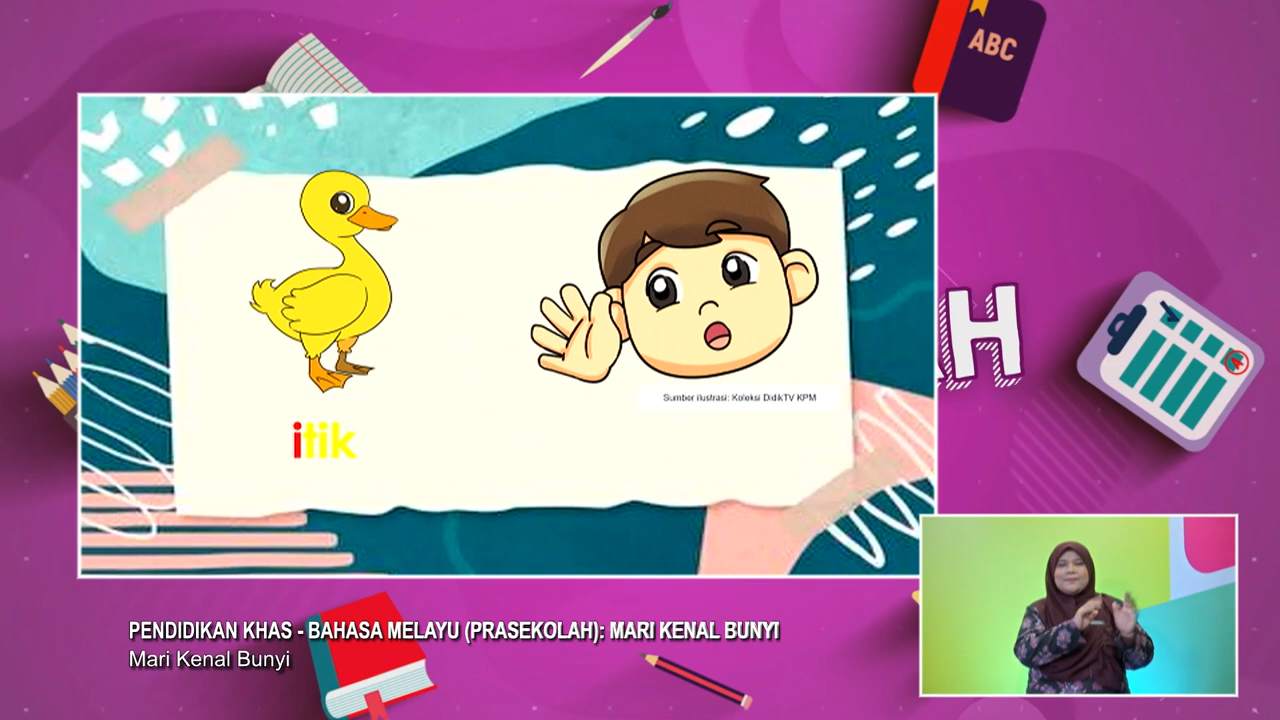 ABC
H
Sumber ilustrasi: Koleksi DidikTV KPM
itik
PENDIDIKAN KHAS - BAHASA MELAYU (PRASEKOLAH): MARI KENAL BUNYI
Mari Kenal Bunyi